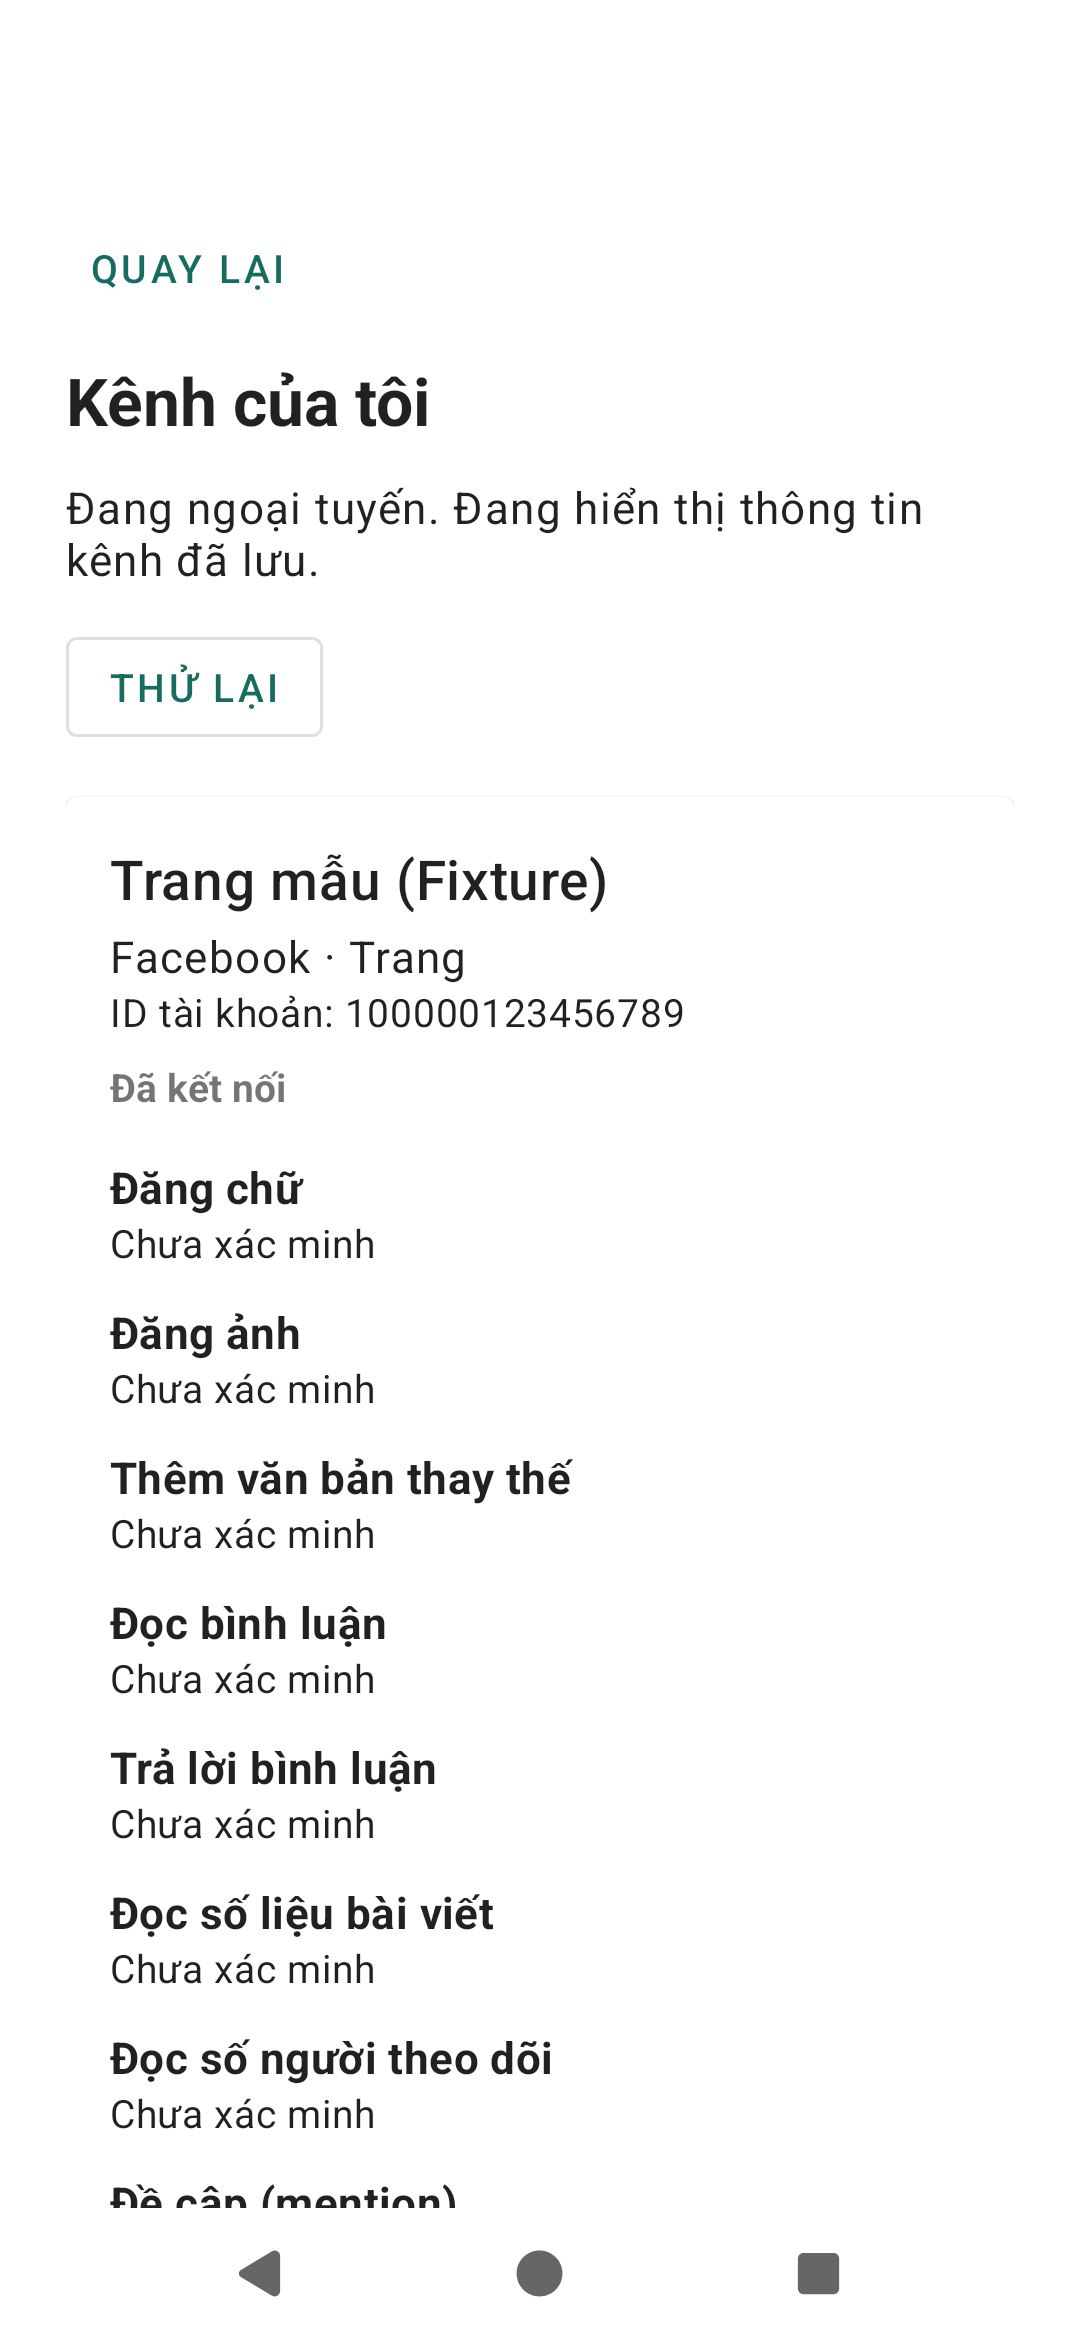 QUAY LẠI
Kênh của tôi
Đang ngoại tuyến. Đang hiển thị thông tin
kênh đã lưu.
THỬ LẠI
Trang mẫu (Fixture)
Facebook · Trang
ID tài khoản: 100000123456789
Đã kết nối
Đăng chữ
Chưa xác minh
Đăng ảnh
Chưa xác minh
Thêm văn bản thay thế
Chưa xác minh
Đọc bình luận
Chưa xác minh
Trả lời bình luận
Chưa xác minh
Đọc số liệu bài viết
Chưa xác minh
Đọc số người theo dõi
Chưa xác minh
Đề cập (mention)